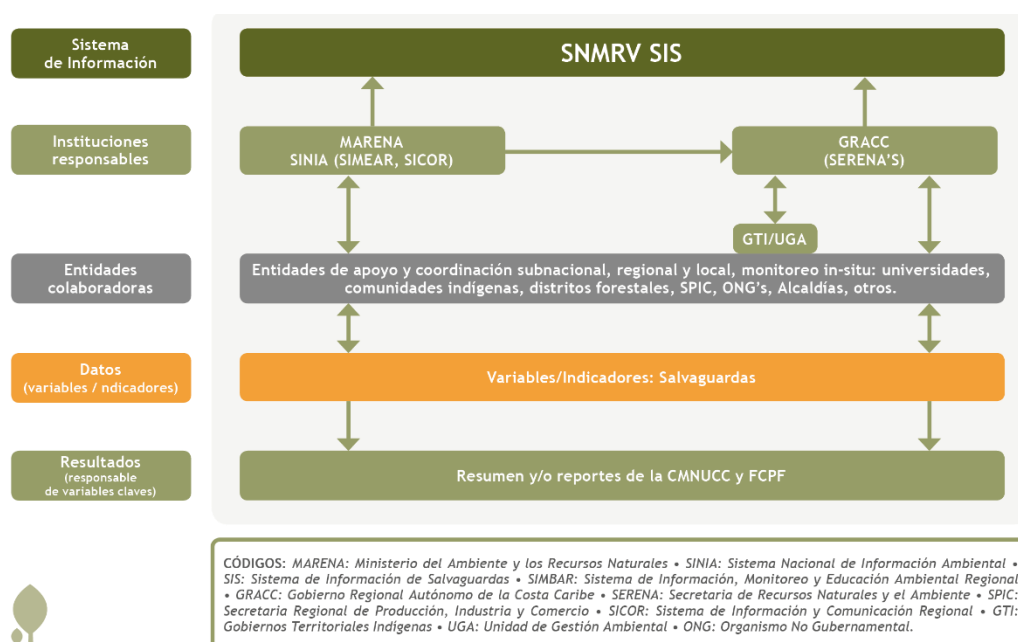 Sistema
de Información
SNMRV SIS
Instituciones
responsables
MARENA
SINIA (SIMEAR, SICOR)
GRACC
(SERENA'S)
GTI/UGA
Entidades
colaboradoras
Entidades de apoyo y coordinación subnacional, regional y local, monitoreo in-situ: universidades,
comunidades indígenas, distritos forestales, SPIC, ONG's, Alcaldías, otros.
Datos
(variables / ndicadores)
Variables/Indicadores: Salvaguardas
Resultados
(responsable
de variables claves)
Resumen y/o reportes de la CMNUCC y FCPF
CÓDIGOS: MARENA: Ministerio del Ambiente y los Recursos Naturales • SINIA: Sistema Nacional de Información Ambiental •
SIS: Sistema de Información de Salvaguardas • SIMBAR: Sistema de Información, Monitoreo y Educación Ambiental Regional
• GRACC: Gobierno Regional Autónomo de la Costa Caribe • SERENA: Secretaria de Recursos Naturales y el Ambiente • SPIC:
Secretaria Regional de Producción, Industria y Comercio • SICOR: Sistema de Información y Comunicación Regional • GTI:
Gobiernos Territoriales Indígenas • UGA: Unidad de Gestión Ambiental • ONG: Organismo No Gubernamental.